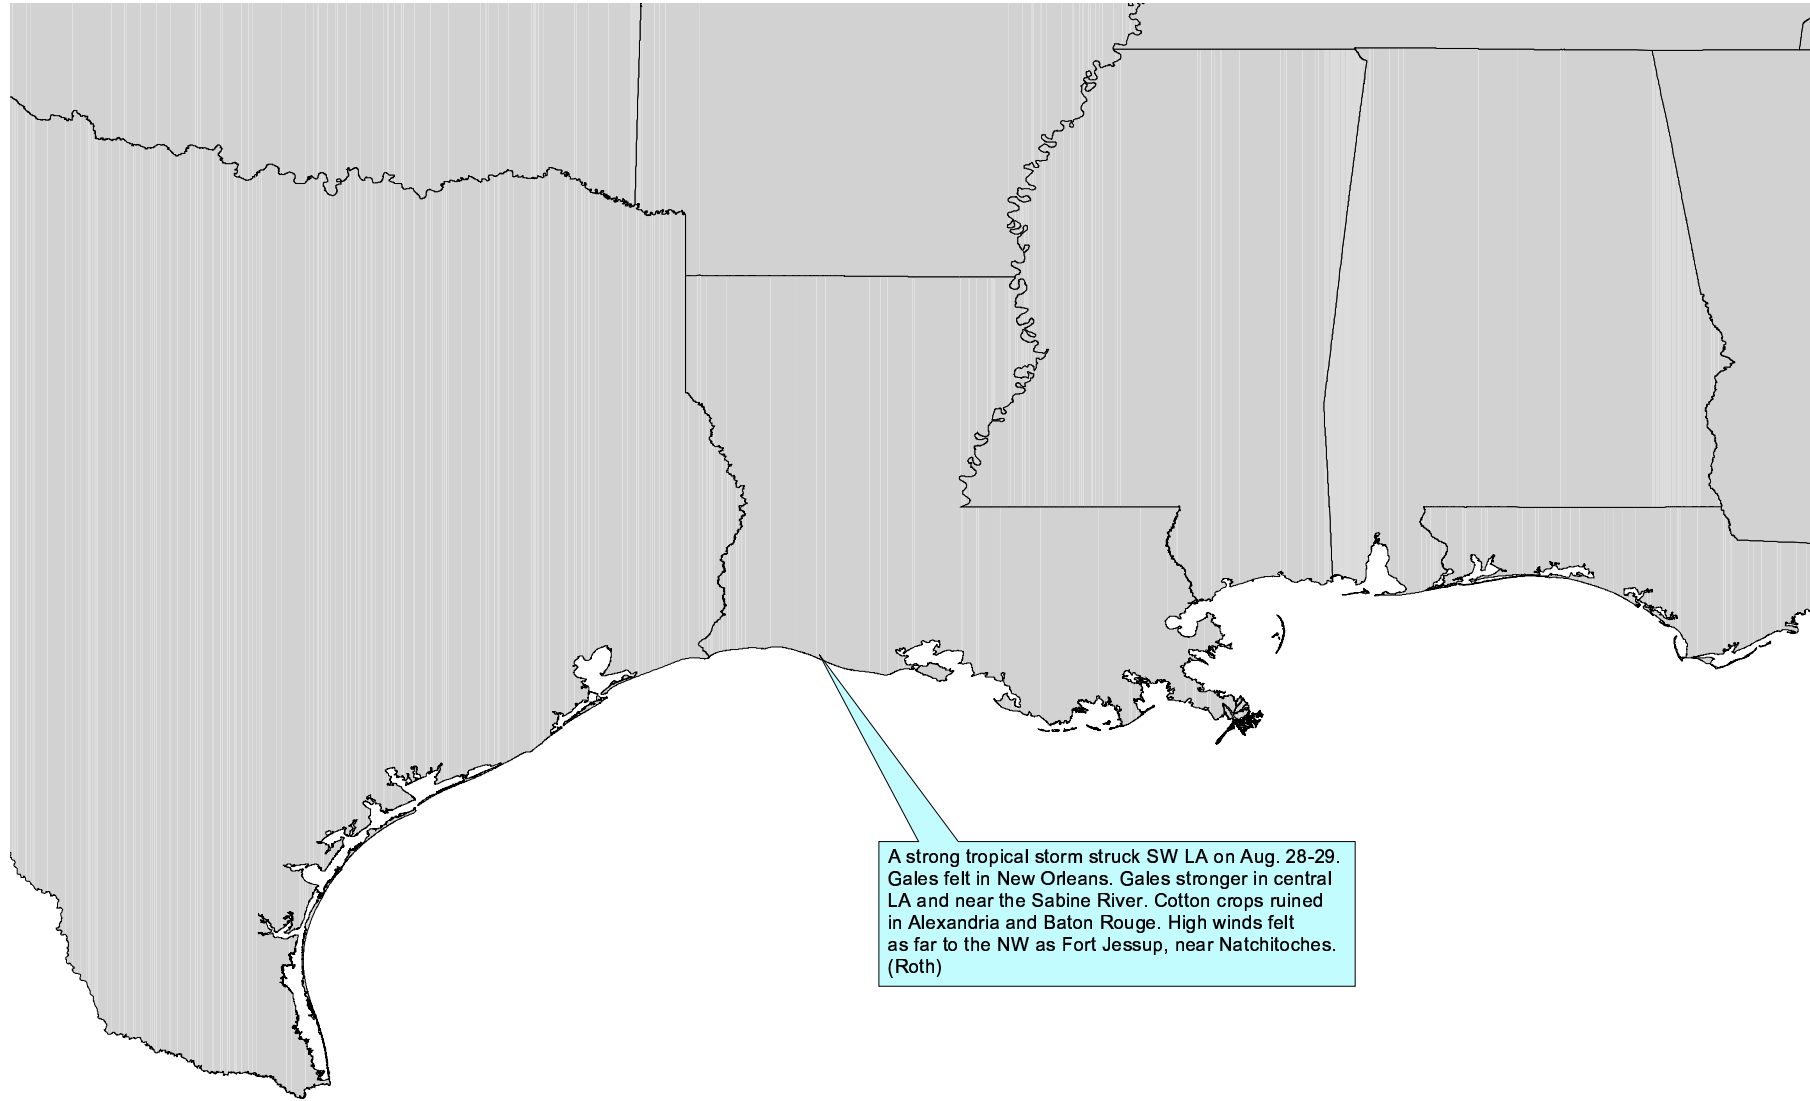 A strong tropical storm struck SW LA on Aug. 28-29.
Gales felt in New Orleans. Gales stronger in central
LA and near the Sabine River. Cotton crops ruined
in Alexandria and Baton Rouge. High winds felt
as far to the NW as Fort Jessup, near Natchitoches.
(Roth)